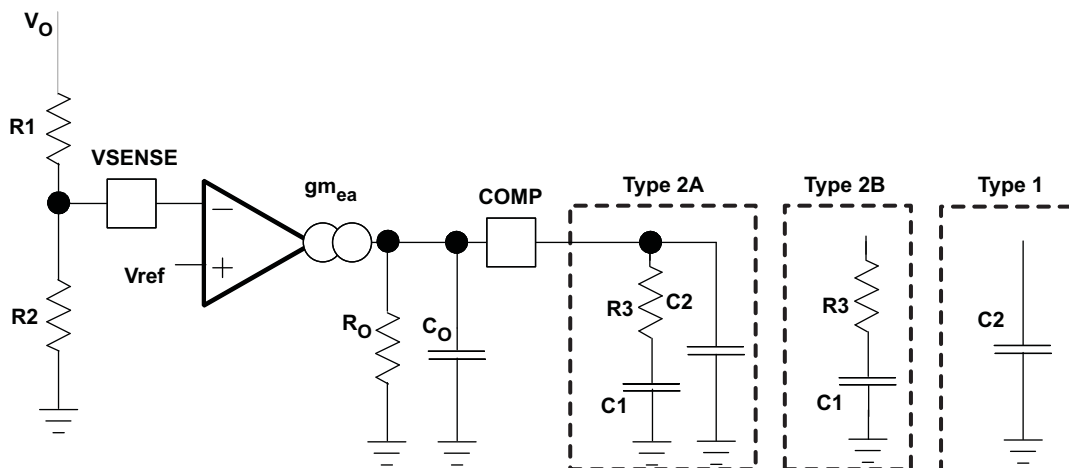 VO
R1
VSENSE
gmea
COMP
Type 2A
Type 2B
Type 1
Vref
R2
RO
CO
R3
C2
C1
R3
C1
C2